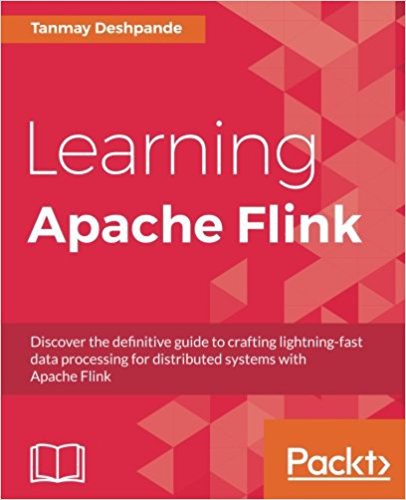 Tanmay Deshpande
Learning
Apache Flink
Discover the definitive guide to crafting lightning-fast
data processing for distributed systems with
Apache Flink
Packt>